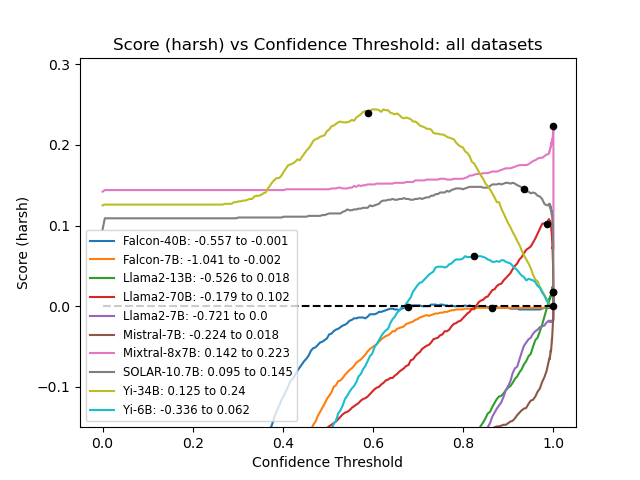 Score (harsh) vs Confidence Threshold: all datasets
Score (harsh)
0.3
0.2
0.1
0.0
−0.1
Falcon-40B: -0.557 to -0.001
Falcon-7B: -1.041 to -0.002
Llama2-13B: -0.526 to 0.018
Llama2-70B: -0.179 to 0.102
Llama2-7B: -0.721 to 0.0
Mistral-7B: -0.224 to 0.018
Mixtral-8x7B: 0.142 to 0.223
SOLAR-10.7B: 0.095 to 0.145
Yi-34B: 0.125 to 0.24
Yi-6B: -0.336 to 0.062
0.0 0.2 0.4 0.6 0.8 1.0
Confidence Threshold